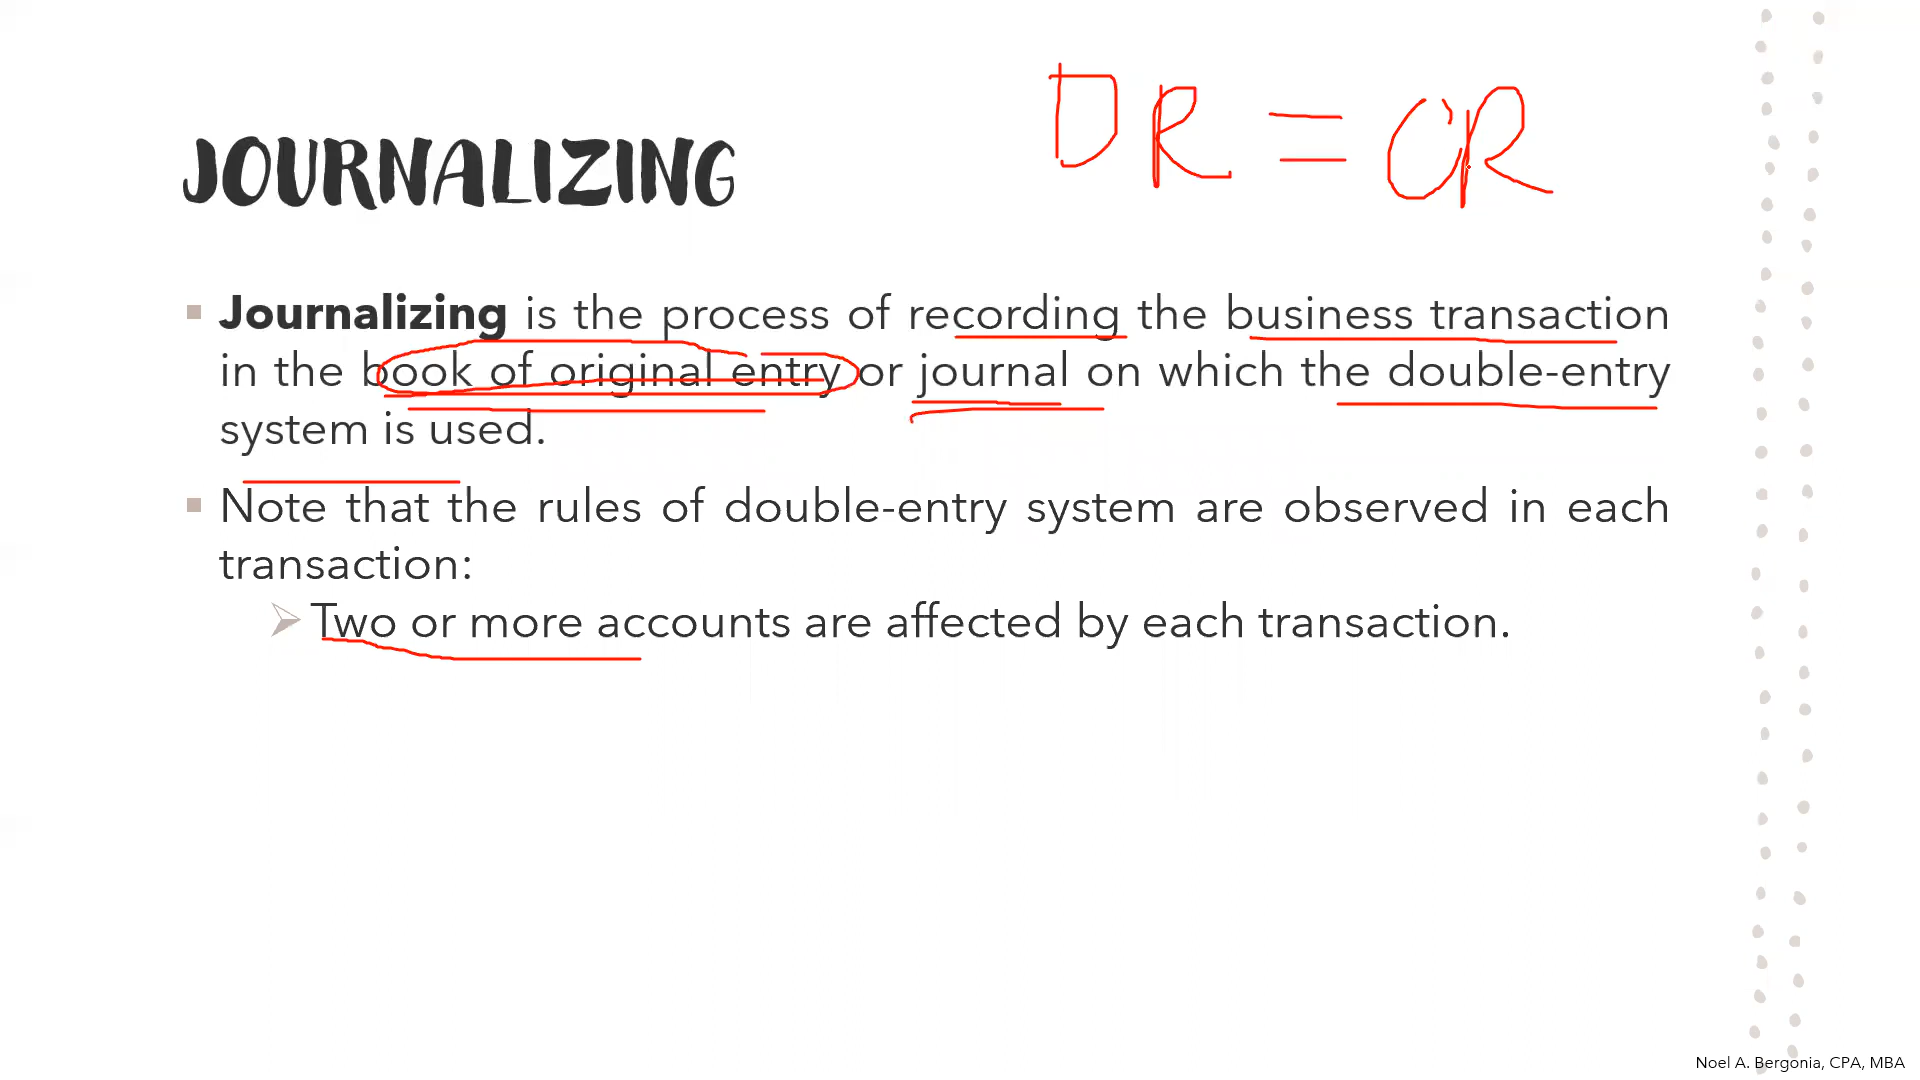 DR = CR
JOURNALIZING
Journalizing is the process of recording the business transaction
in the book of original entry or journal on which the double-entry
system is used.
Note that the rules of double-entry system are observed in each
transaction:
Two or more accounts are affected by each transaction.
Noel A. Bergonia, CPA, MBA